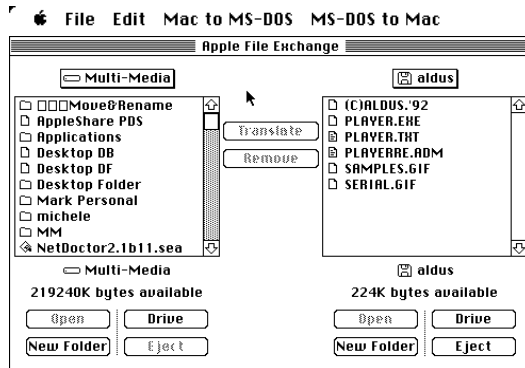 File Edit Mac to MS-DOS MS-DOS to Mac
Apple File Exchange
Multi-Media
Move&Rename
AppleShare PDS
Applications
Desktop DB
Desktop DF
Desktop Folder
Mark Personal
michele
MM
NetDoctor2.1b11.sea
Multi-Media
219240K bytes available
Open Drive
New Folder Eject
Translate
Remove
aldus
(C)ALDUS.'92
PLAYER.EXE
PLAYER.TXT
PLAYERRE.ADM
SAMPLES.GIF
SERIAL.GIF
aldus
224K bytes available
Open Drive
New Folder Eject